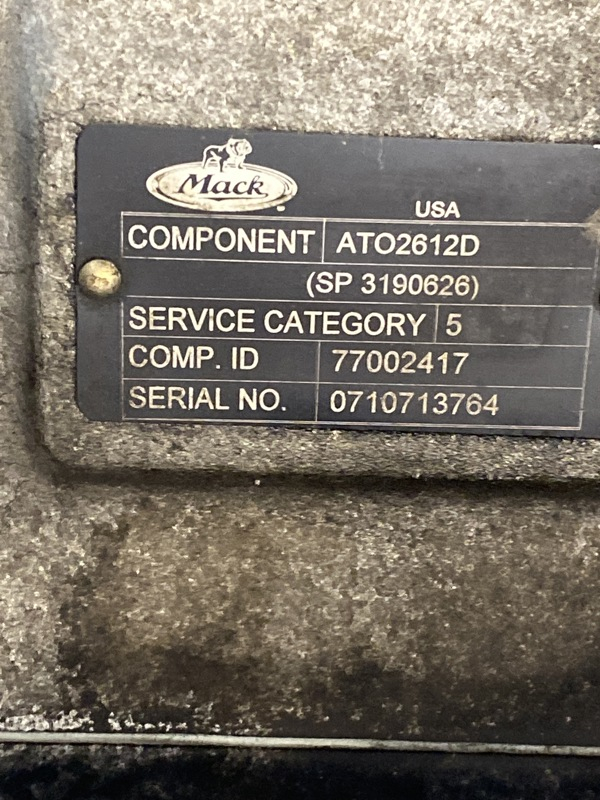 Mack
USA
COMPONENT ATO2612D
(SP 3190626)
SERVICE CATEGORY 5
COMP. ID 77002417
SERIAL NO. 0710713764